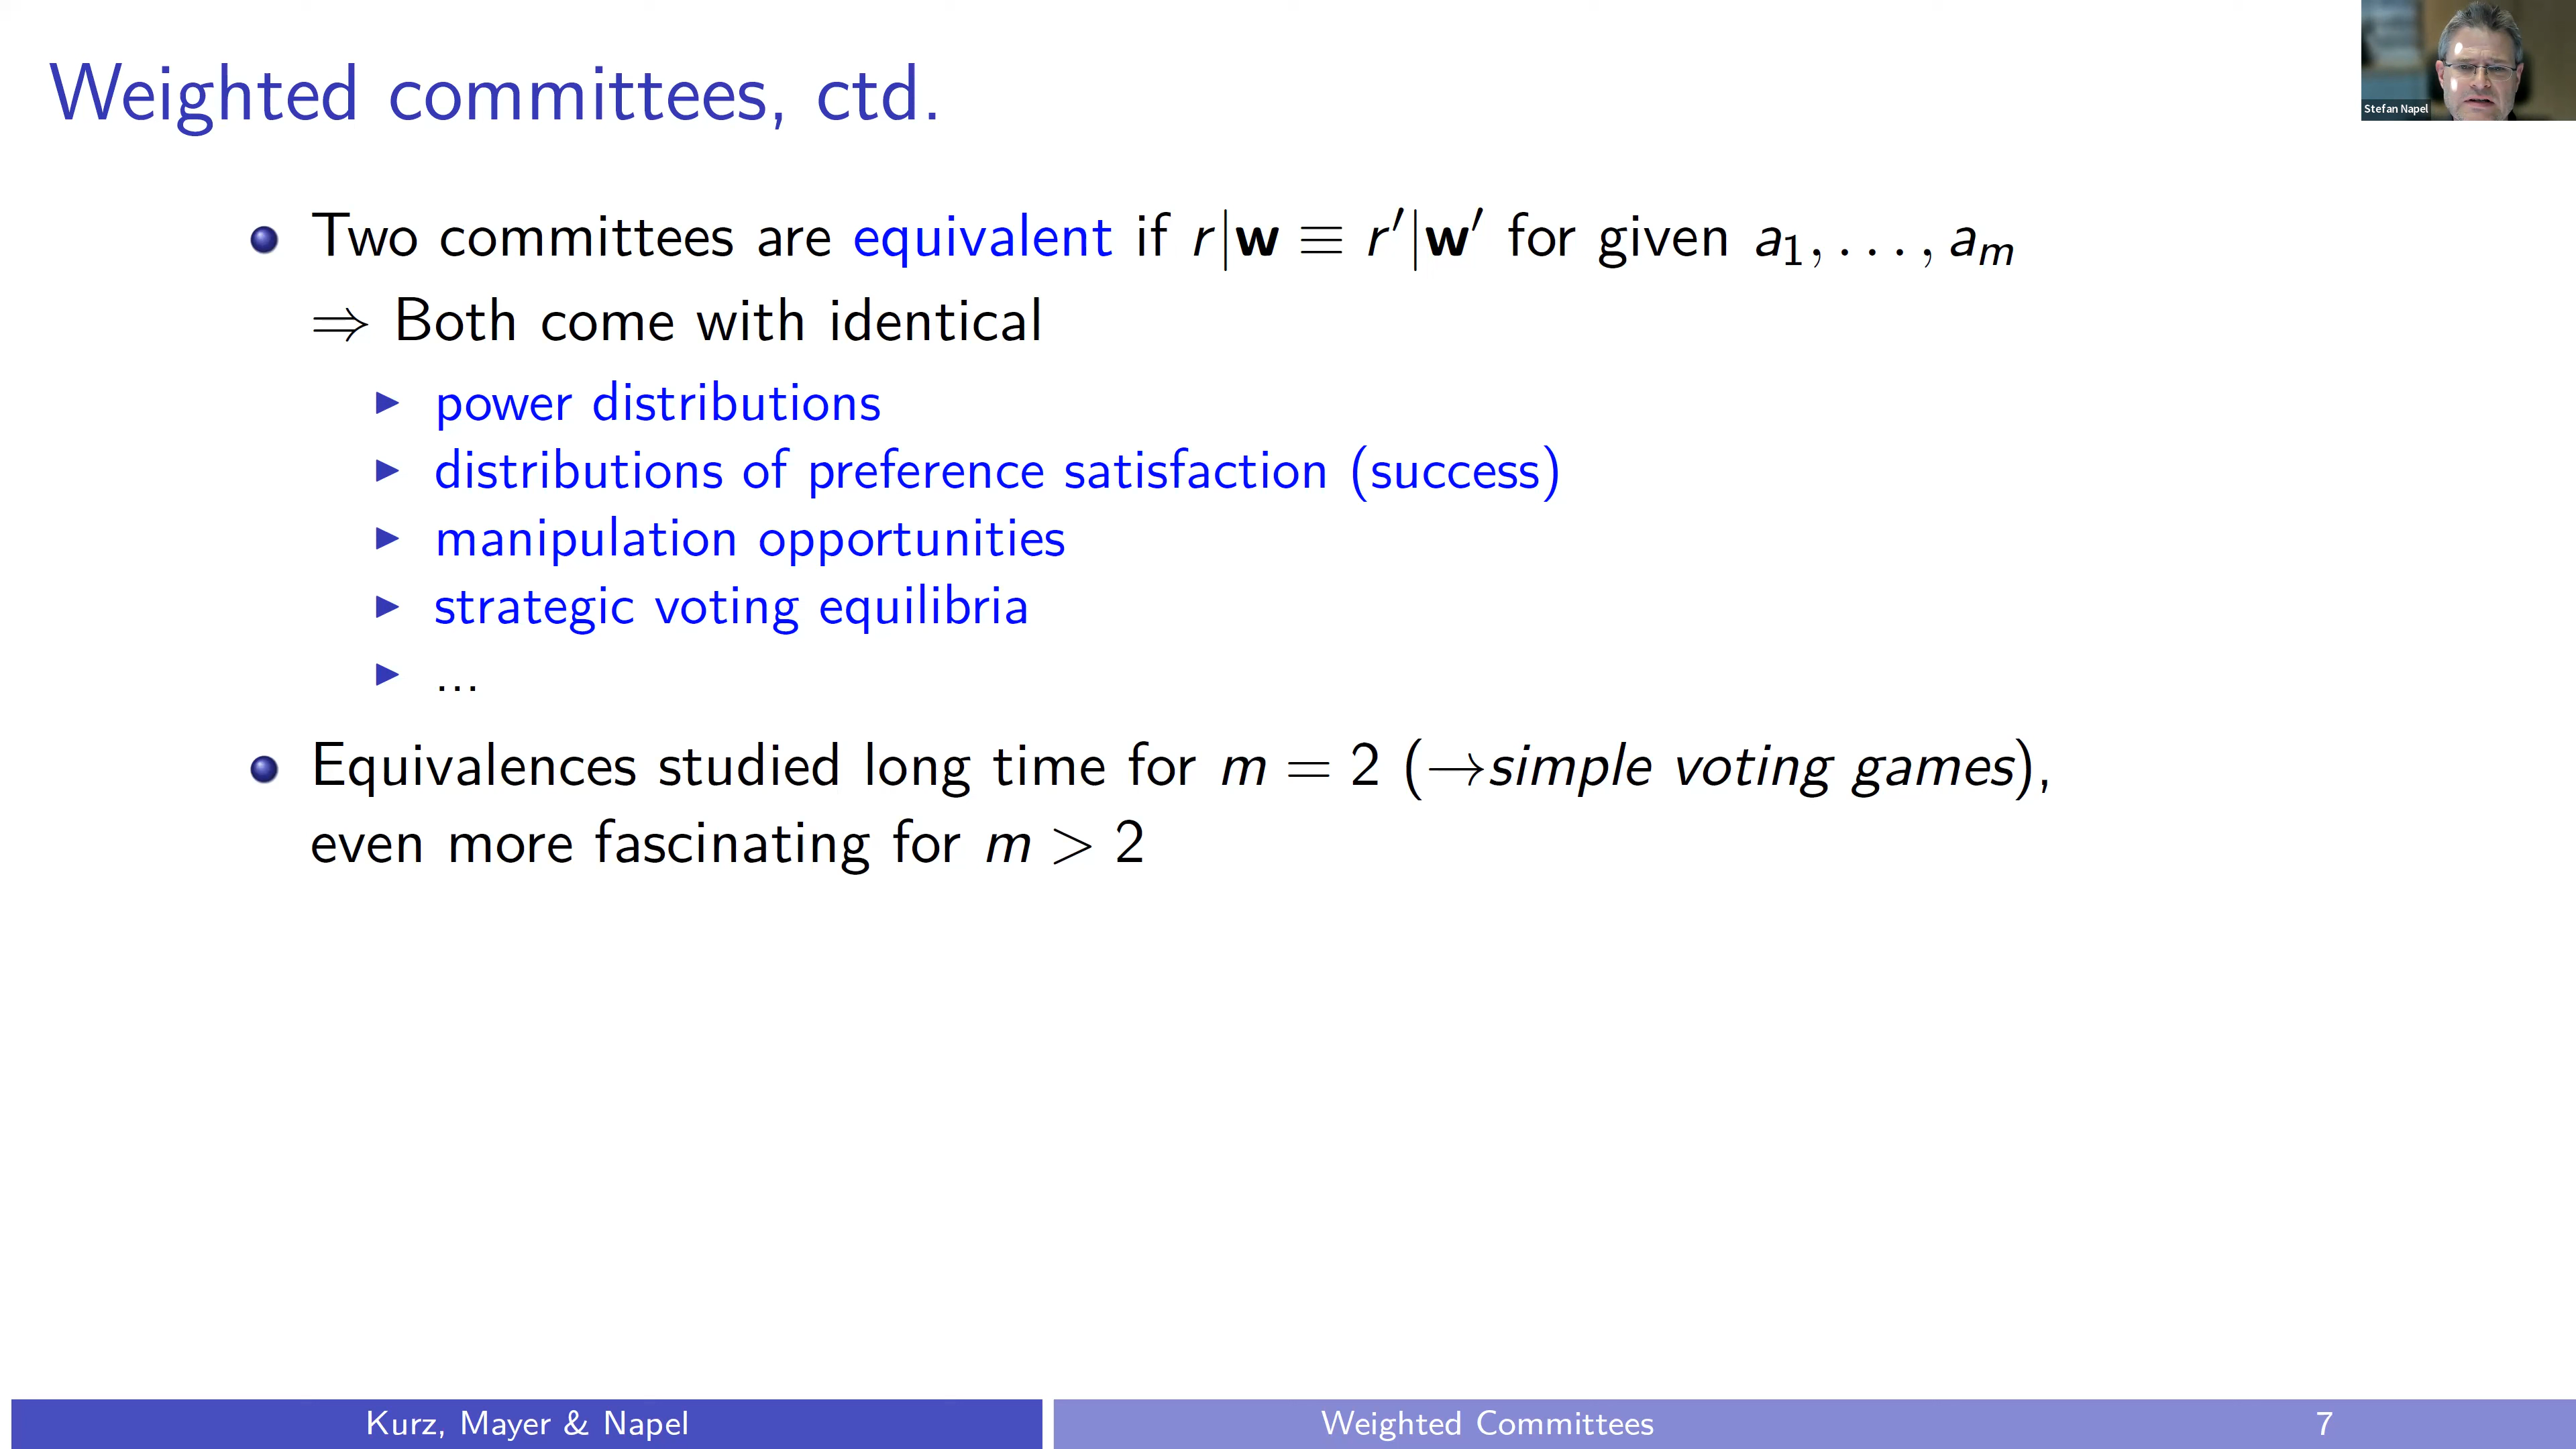 Weighted committees, ctd.
Stefan Napel
Two committees are equivalent if r|w ≡ r′|w′ for given a₁, . . . , aₘ
⇒ Both come with identical
power distributions
distributions of preference satisfaction (success)
manipulation opportunities
strategic voting equilibria
...
Equivalences studied long time for m = 2 (→simple voting games),
even more fascinating for m > 2
Kurz, Mayer & Napel
Weighted Committees
7